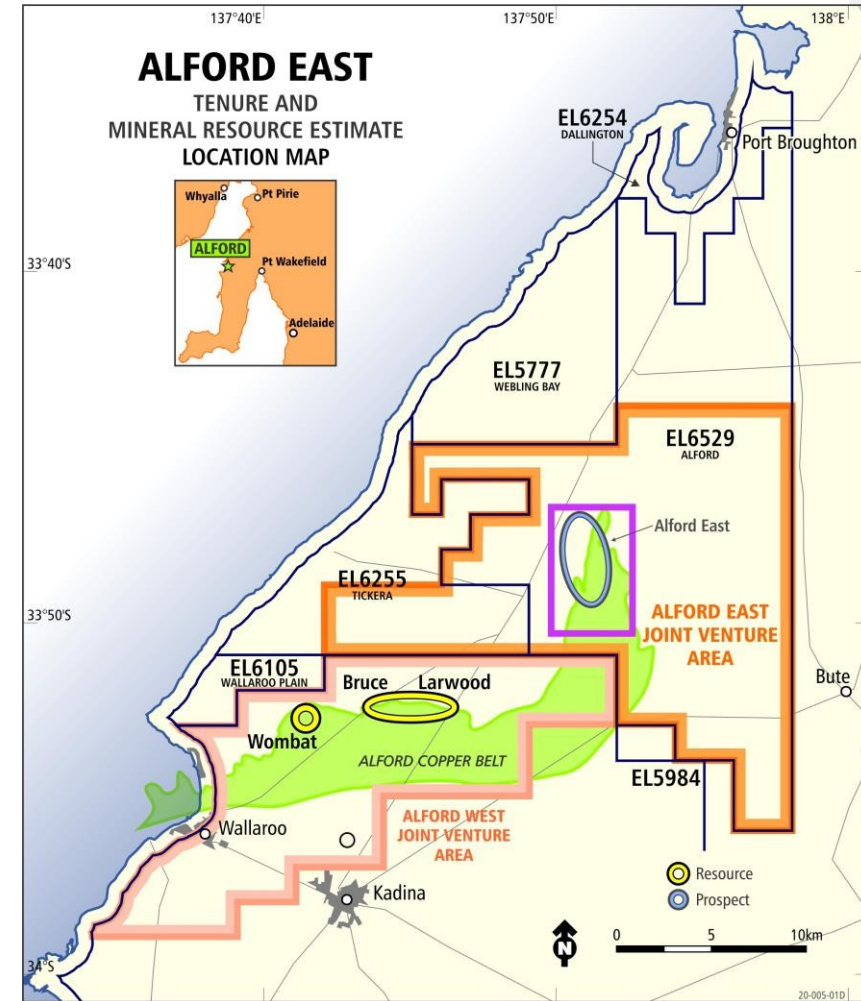 137°40'E
137°50'E
138°E
ALFORD EAST
TENURE AND
MINERAL RESOURCE ESTIMATE
LOCATION MAP
Whyalla
Pt Pirie
ALFORD
Pt Wakefield
Adelaide
EL6254
DALLINGTON
Port Broughton
33°40'S
EL5777
WEBLING BAY
EL6529
ALFORD
Alford East
EL6255
TICKERA
33°50'S
ALFORD EAST
JOINT VENTURE
AREA
EL6105
WALLAROO PLAIN
Bruce
Larwood
Bute
Wombat
ALFORD COPPER BELT
EL5984
ALFORD WEST
JOINT VENTURE
AREA
Wallaroo
Kadina
Resource
Prospect
N
0
5
10km
34°S
20-005-01D